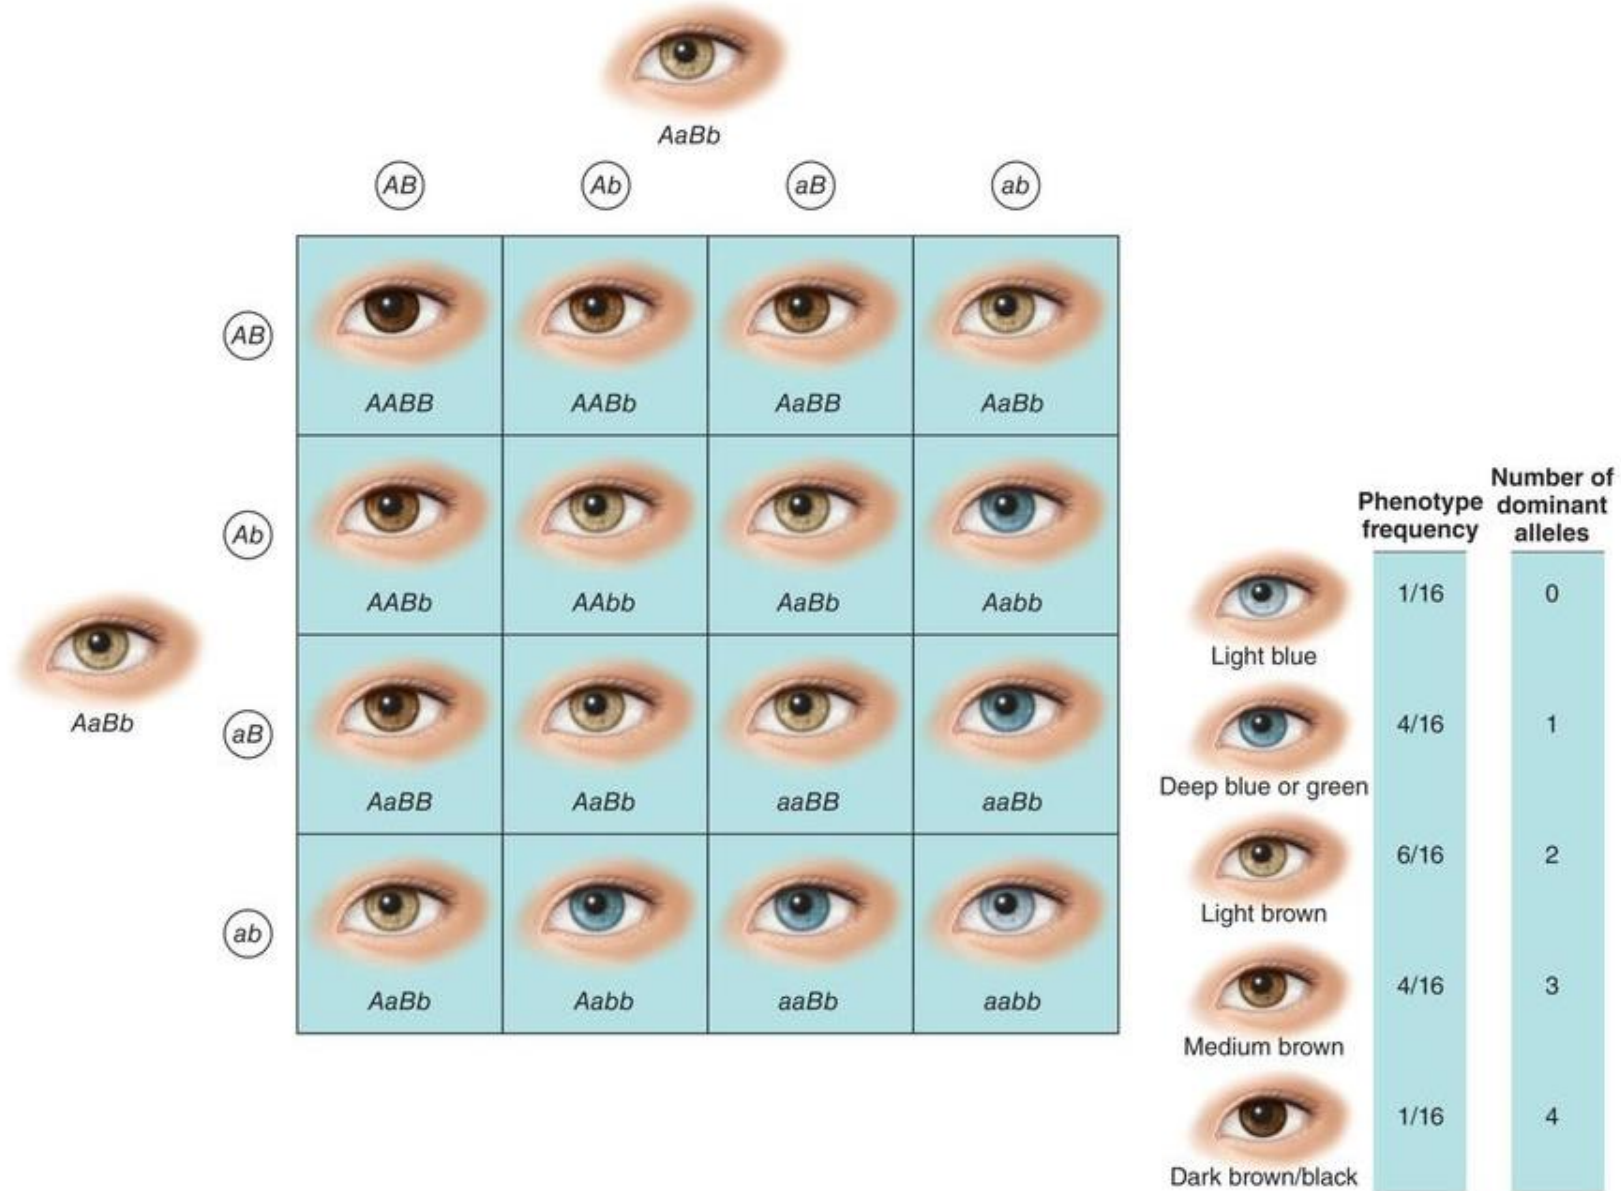 AaBb
AB Ab aB ab
AB
AABB AABb AaBB AaBb
Ab
AABb AAbb AaBb Aabb
AaBb
aB
AaBB AaBb aaBB aaBb
ab
AaBb Aabb aaBb aabb
Phenotype frequency
Number of dominant alleles
1/16 0
Light blue
4/16 1
Deep blue or green
6/16 2
Light brown
4/16 3
Medium brown
1/16 4
Dark brown/black